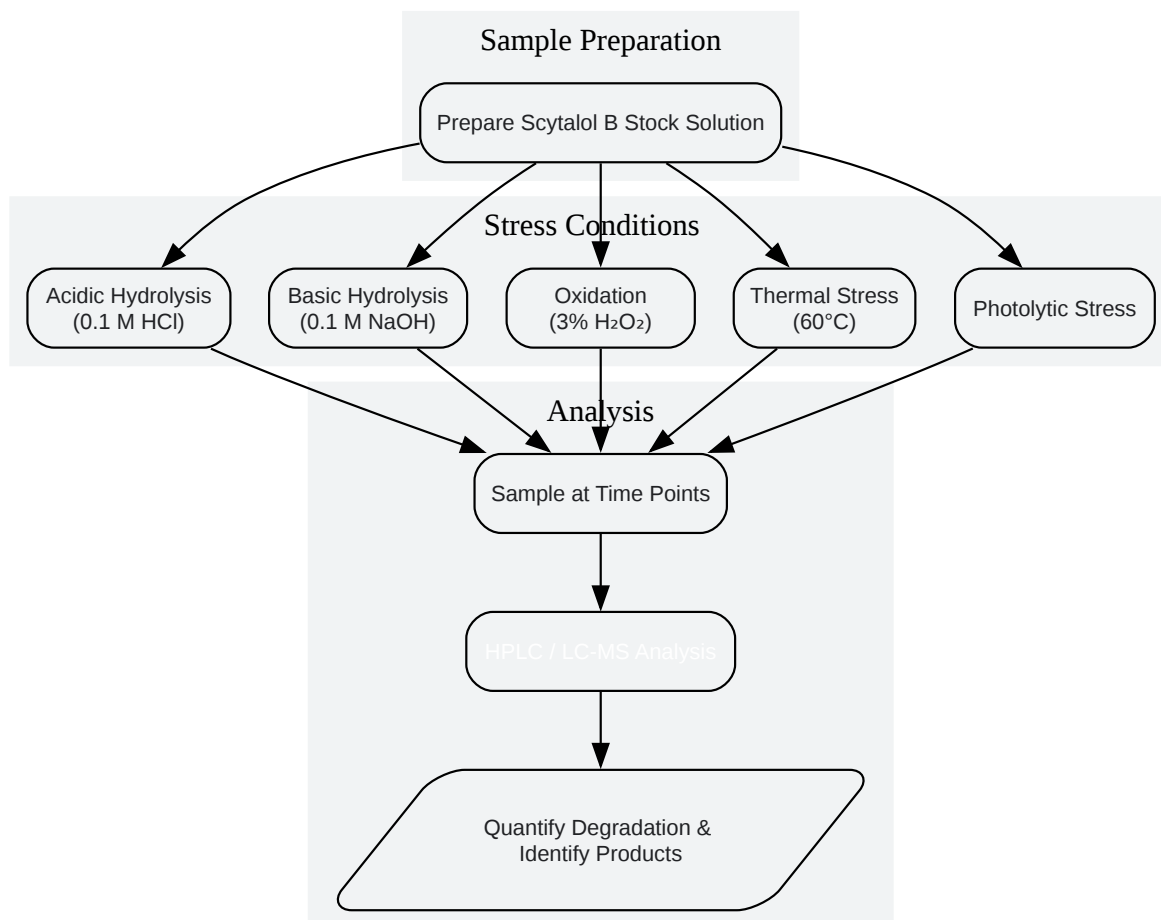 Sample Preparation
Prepare Scytalol B Stock Solution
Stress Conditions
Acidic Hydrolysis
(0.1 M HCl)
Basic Hydrolysis
(0.1 M NaOH)
Oxidation
(3% H₂O₂)
Thermal Stress
(60°C)
Photolytic Stress
Analysis
Sample at Time Points
HPLC / LC-MS Analysis
Quantify Degradation &
Identify Products